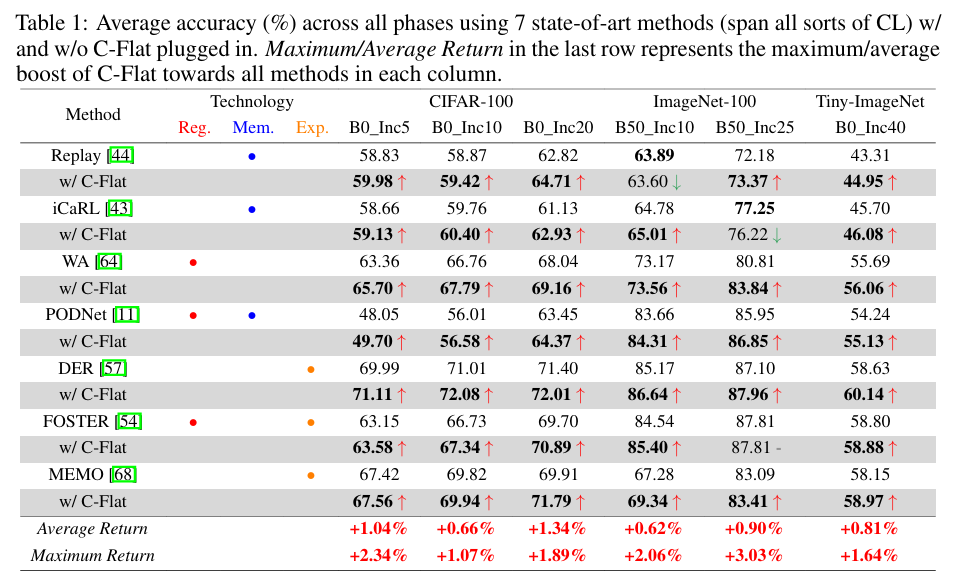 Table 1: Average accuracy (%) across all phases using 7 state-of-art methods (span all sorts of CL) w/
and w/o C-Flat plugged in. Maximum/Average Return in the last row represents the maximum/average
boost of C-Flat towards all methods in each column.
Method Technology CIFAR-100 ImageNet-100 Tiny-ImageNet
Reg. Mem. Exp. B0_Inc5 B0_Inc10 B0_Inc20 B50_Inc10 B50_Inc25 B0_Inc40
Replay [44] • 58.83 58.87 62.82 63.89 72.18 43.31
w/ C-Flat 59.98 ↑ 59.42 ↑ 64.71 ↑ 63.60 ↓ 73.37 ↑ 44.95 ↑
iCaRL [43] • 58.66 59.76 61.13 64.78 77.25 45.70
w/ C-Flat 59.13 ↑ 60.40 ↑ 62.93 ↑ 65.01 ↑ 76.22 ↓ 46.08 ↑
WA [64] • 63.36 66.76 68.04 73.17 80.81 55.69
w/ C-Flat 65.70 ↑ 67.79 ↑ 69.16 ↑ 73.56 ↑ 83.84 ↑ 56.06 ↑
PODNet [11] • • 48.05 56.01 63.45 83.66 85.95 54.24
w/ C-Flat 49.70 ↑ 56.58 ↑ 64.37 ↑ 84.31 ↑ 86.85 ↑ 55.13 ↑
DER [57] • 69.99 71.01 71.40 85.17 87.10 58.63
w/ C-Flat 71.11 ↑ 72.08 ↑ 72.01 ↑ 86.64 ↑ 87.96 ↑ 60.14 ↑
FOSTER [54] • • 63.15 66.73 69.70 84.54 87.81 58.80
w/ C-Flat 63.58 ↑ 67.34 ↑ 70.89 ↑ 85.40 ↑ 87.81 - 58.88 ↑
MEMO [68] • 67.42 69.82 69.91 67.28 83.09 58.15
w/ C-Flat 67.56 ↑ 69.94 ↑ 71.79 ↑ 69.34 ↑ 83.41 ↑ 58.97 ↑
Average Return +1.04% +0.66% +1.34% +0.62% +0.90% +0.81%
Maximum Return +2.34% +1.07% +1.89% +2.06% +3.03% +1.64%